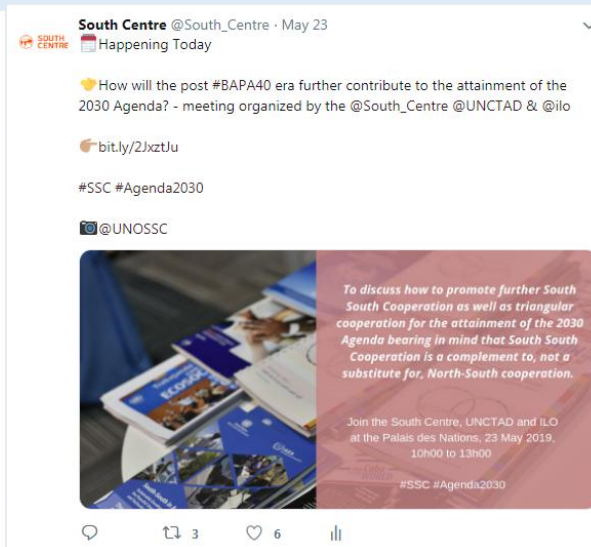 South Centre @South_Centre · May 23
SOUTH
CENTRE
Happening Today
How will the post #BAPA40 era further contribute to the attainment of the
2030 Agenda? - meeting organized by the @South_Centre @UNCTAD & @ilo
bit.ly/2JxztJu
#SSC #Agenda2030
@UNOSSC
To discuss how to promote further South
South Cooperation as well as triangular
cooperation for the attainment of the 2030
Agenda bearing in mind that South South
Cooperation is a complement to, not a
substitute for, North-South cooperation.
Join the South Centre, UNCTAD and ILO
at the Palais des Nations, 23 May 2019,
10h00 to 13h00
#SSC #Agenda2030
ECOSOC
3
6